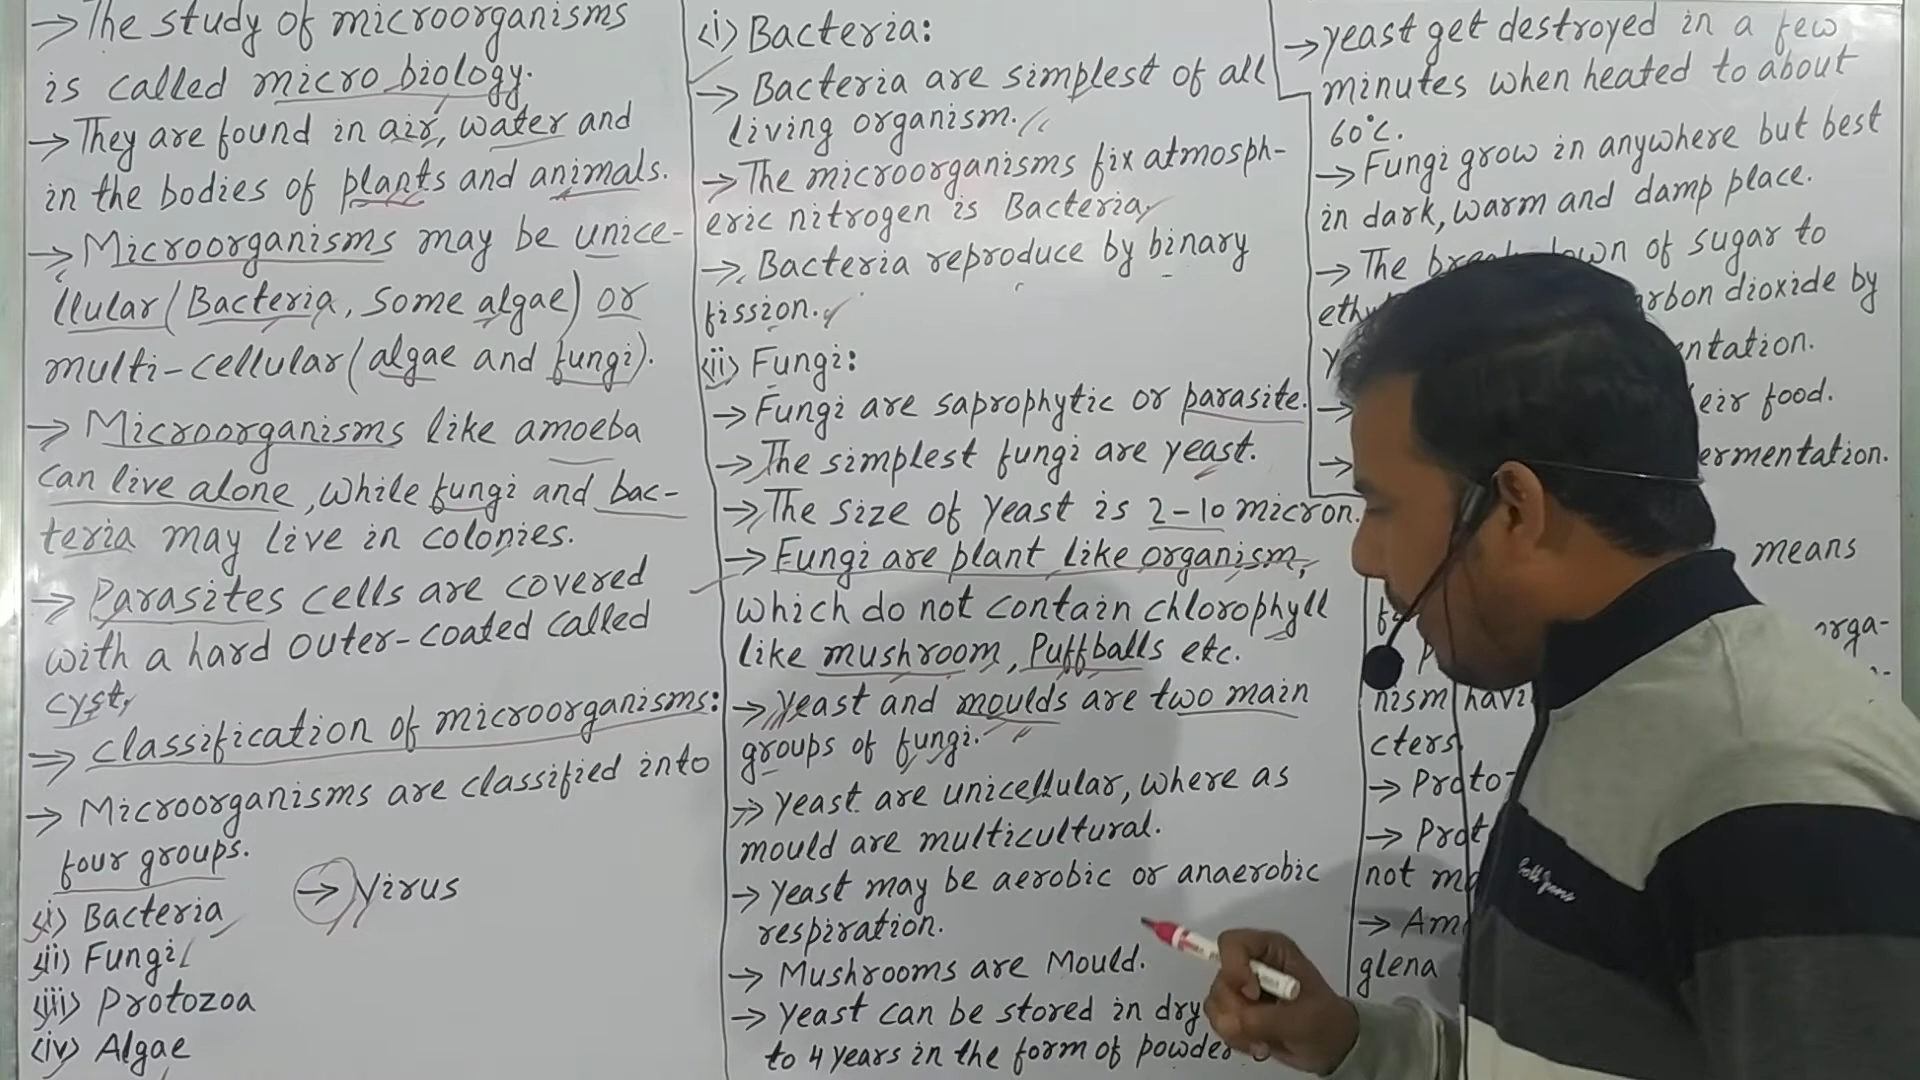 → The study of microorganisms
is called micro biology.
→ They are found in air, water and
in the bodies of plants and animals.
→ Microorganisms may be unice-
llular (Bacteria, Some algae) or
multi-cellular (algae and fungi).
→ Microorganisms like amoeba
can live alone, while fungi and bac-
teria may live in colonies.
→ Parasites cells are covered
with a hard outer-coated called
cyst,
→ classification of microorganisms:
→ Microorganisms are classified into
four groups.
(i) Bacteria
→ Virus
(ii) Fungi
(iii) Protozoa
(iv) Algae
(i) Bacteria:
→ Bacteria are simplest of all
living organism.
→ The microorganisms fix atmosph-
eric nitrogen is Bacteria
→ Bacteria reproduce by binary
fission.
(ii) Fungi:
→ Fungi are saprophytic or parasite.
→ The simplest fungi are yeast.
→ The size of yeast is 2-10 micron.
→ Fungi are plant like organism,
which do not contain chlorophyll
like mushroom, Puffballs etc.
→ Yeast and moulds are two main
groups of fungi.
→ Yeast are unicellular, where as
mould are multicultural.
→ Yeast may be aerobic or anaerobic
respiration.
→ Mushrooms are Mould.
→ Yeast can be stored in dry
to 4 years in the form of powder
→ yeast get destroyed in a few
minutes when heated to about
60°C.
→ Fungi grow in anywhere but best
in dark, warm and damp place.
→ The down of sugar to
carbon dioxide by
→ food.
→
means
nism
cters
→
→
not
→
glena